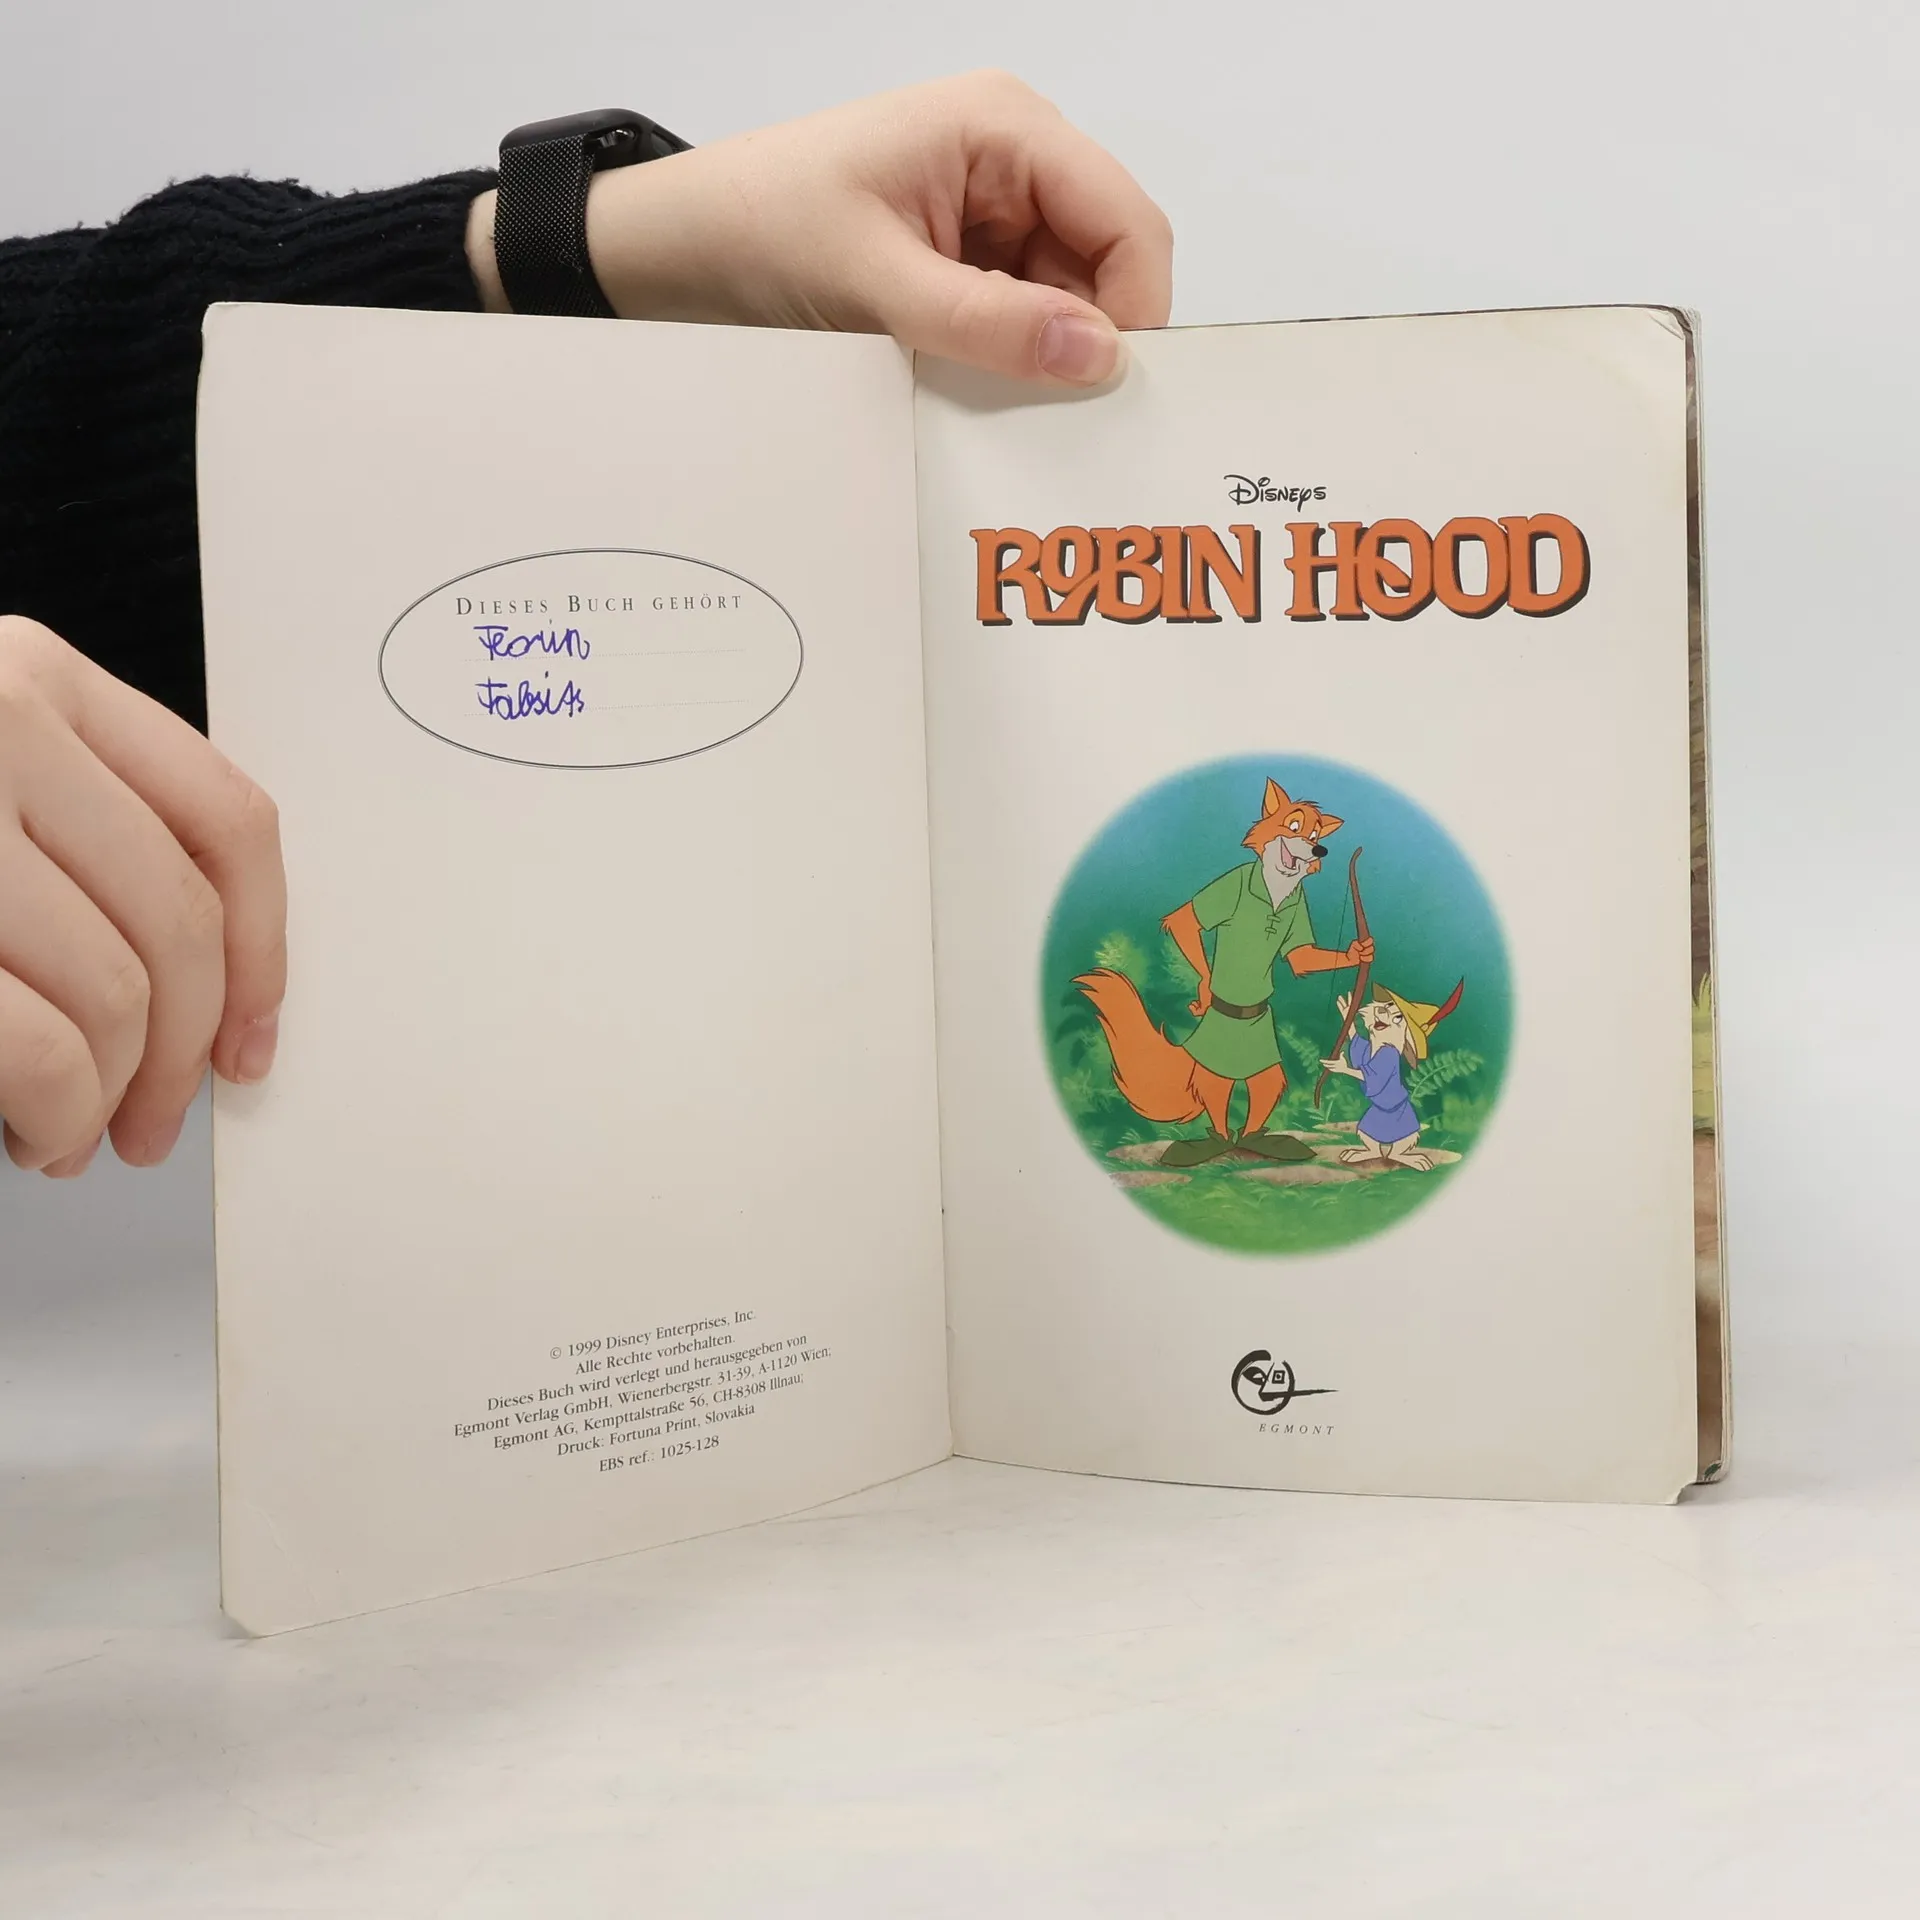 DIESES BUCH GEHÖRT
© 1999 Disney Enterprises, Inc.
Alle Rechte vorbehalten.
Dieses Buch wird verlegt und herausgegeben von
Egmont Verlag GmbH, Wienerbergstr. 31-39, A-1120 Wien;
Egmont AG, Kempttalstraße 56, CH-8308 Illnau;
Druck: Fortuna Print, Slovakia
EBS ref.: 1025-128
DISNEYS
ROBIN HOOD
EGMONT